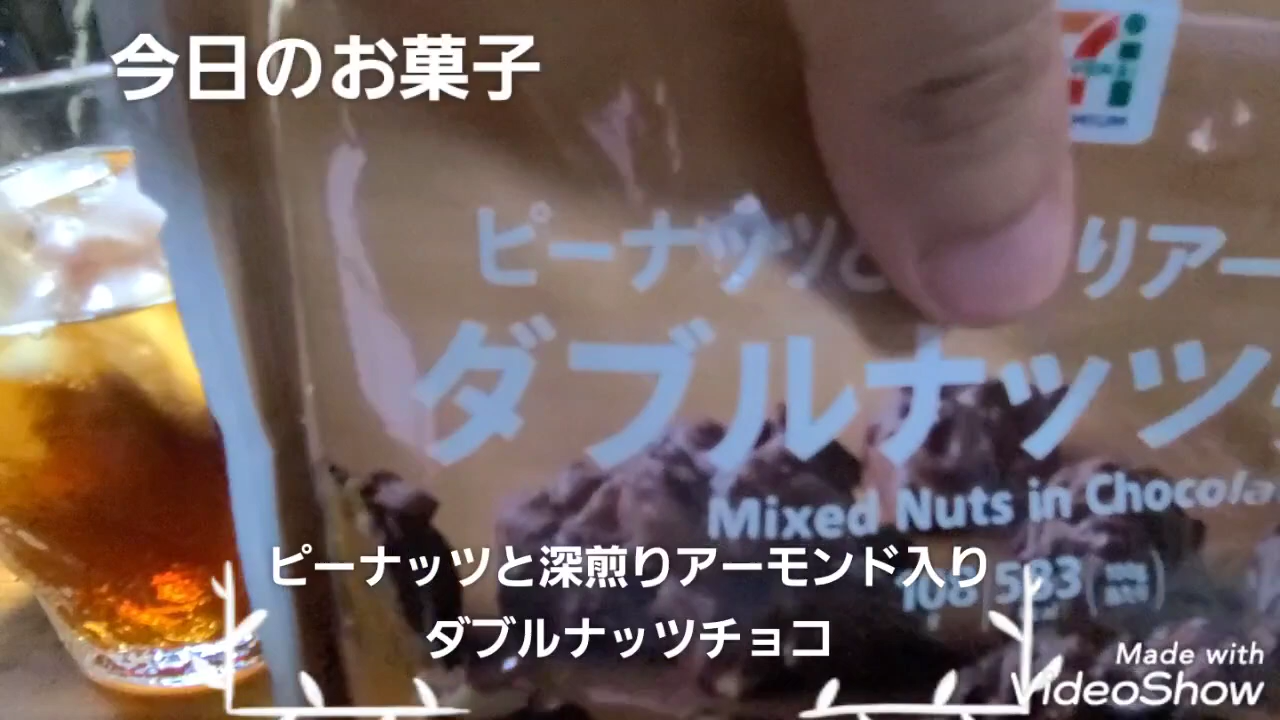 今日のお菓子
ピーナッツと りアー
ダブルナッツ
Mixed Nuts in Chocola
108 583
ピーナッツと深煎りアーモンド入り
ダブルナッツチョコ
Made with
VideoShow